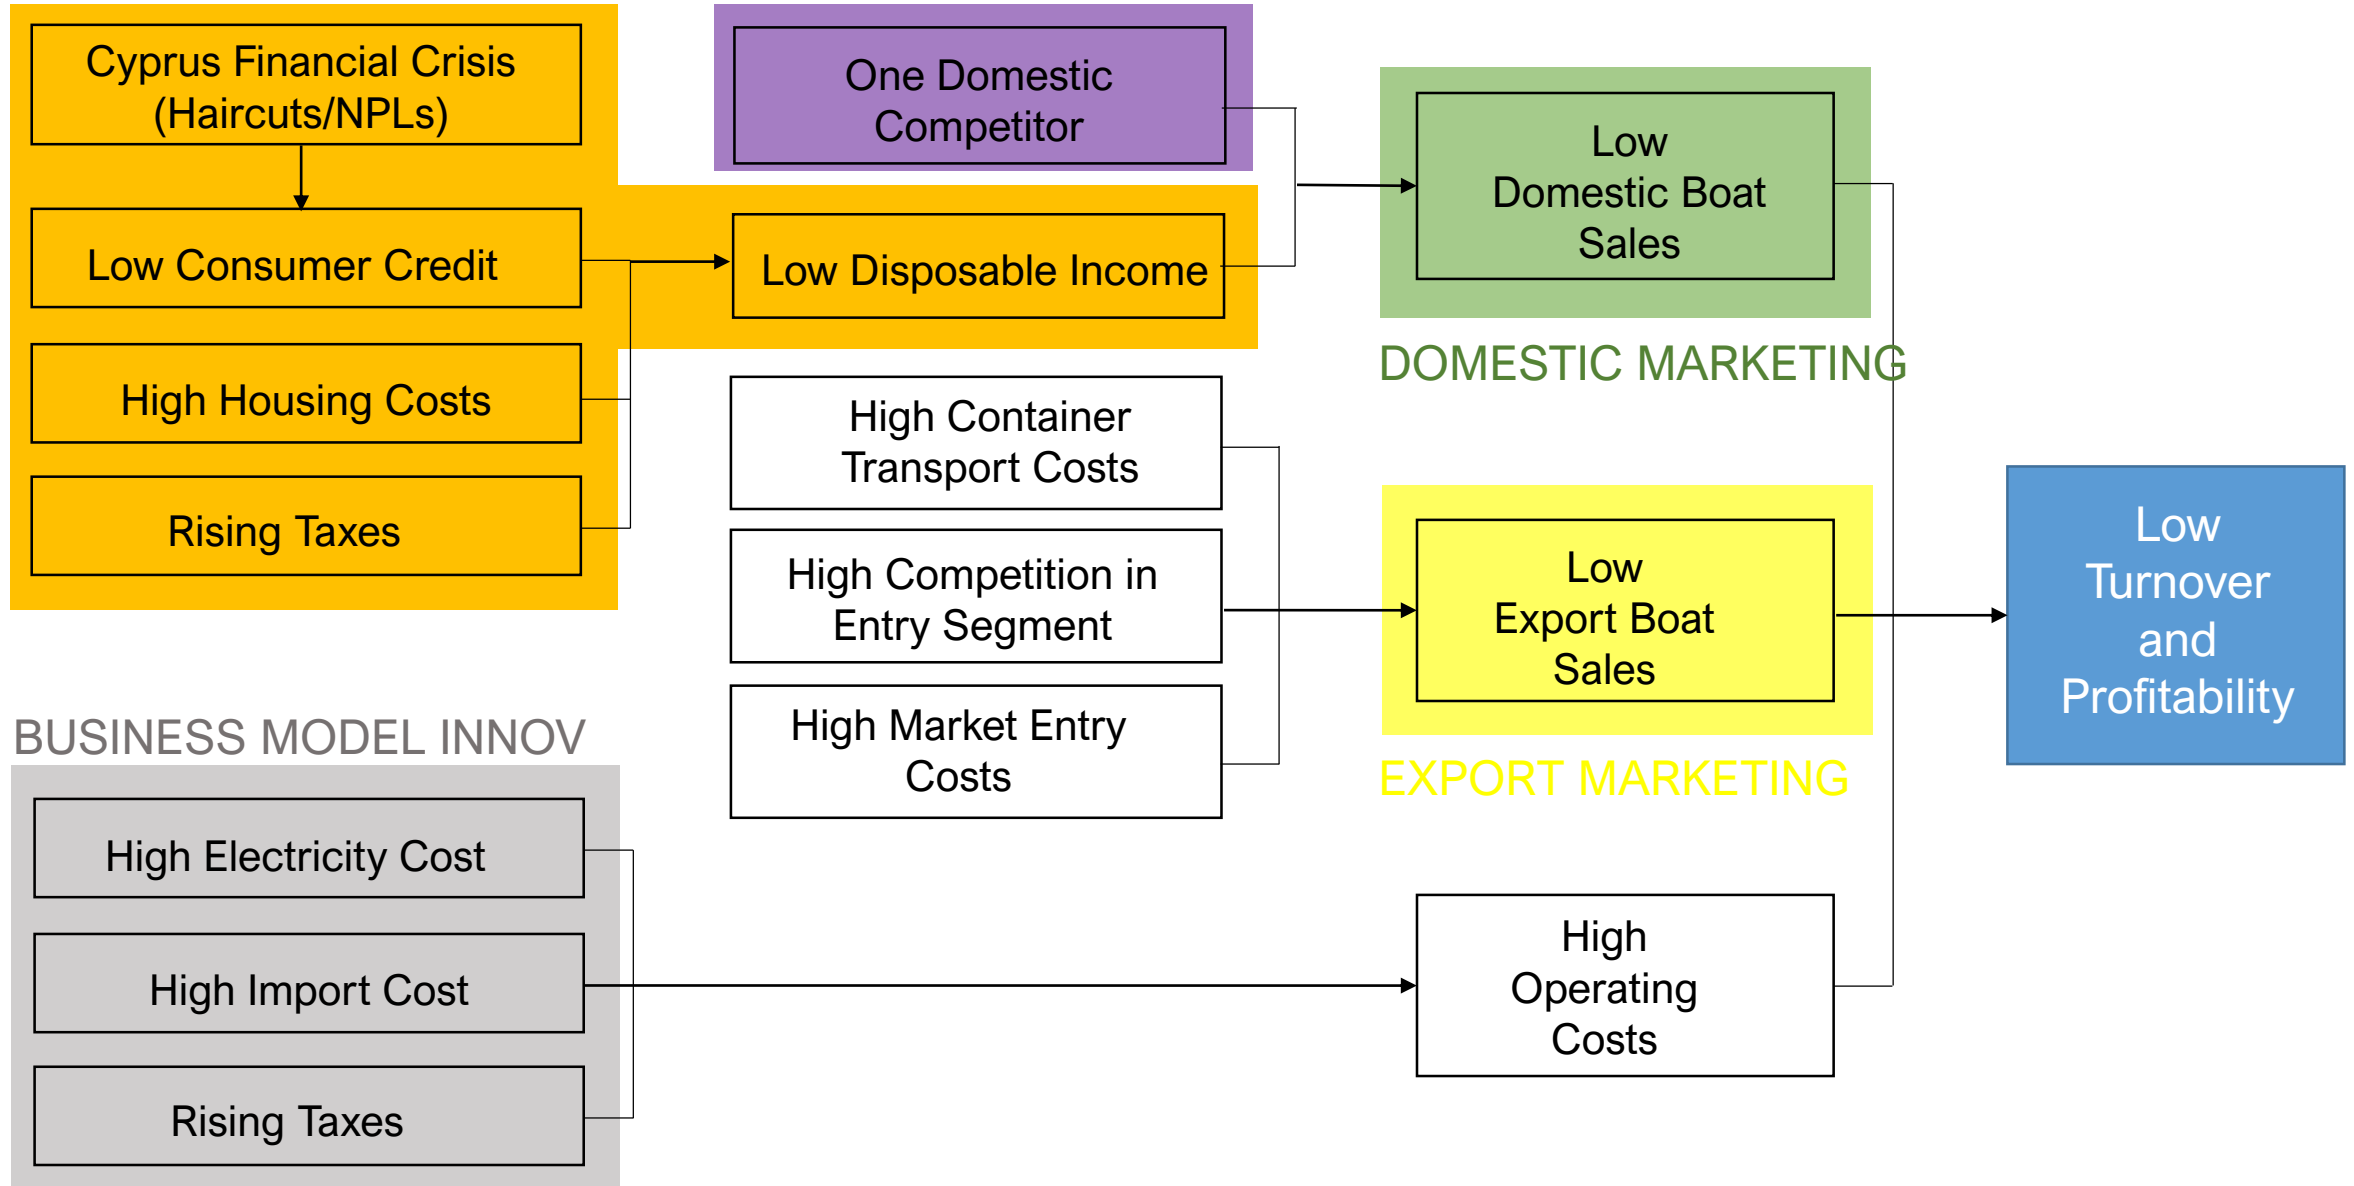 Cyprus Financial Crisis
(Haircuts/NPLs)
Low Consumer Credit
High Housing Costs
Rising Taxes
One Domestic
Competitor
Low Disposable Income
High Container
Transport Costs
High Competition in
Entry Segment
High Market Entry
Costs
Low
Domestic Boat
Sales
DOMESTIC MARKETING
Low
Export Boat
Sales
EXPORT MARKETING
Low
Turnover
and
Profitability
BUSINESS MODEL INNOV
High Electricity Cost
High Import Cost
Rising Taxes
High
Operating
Costs